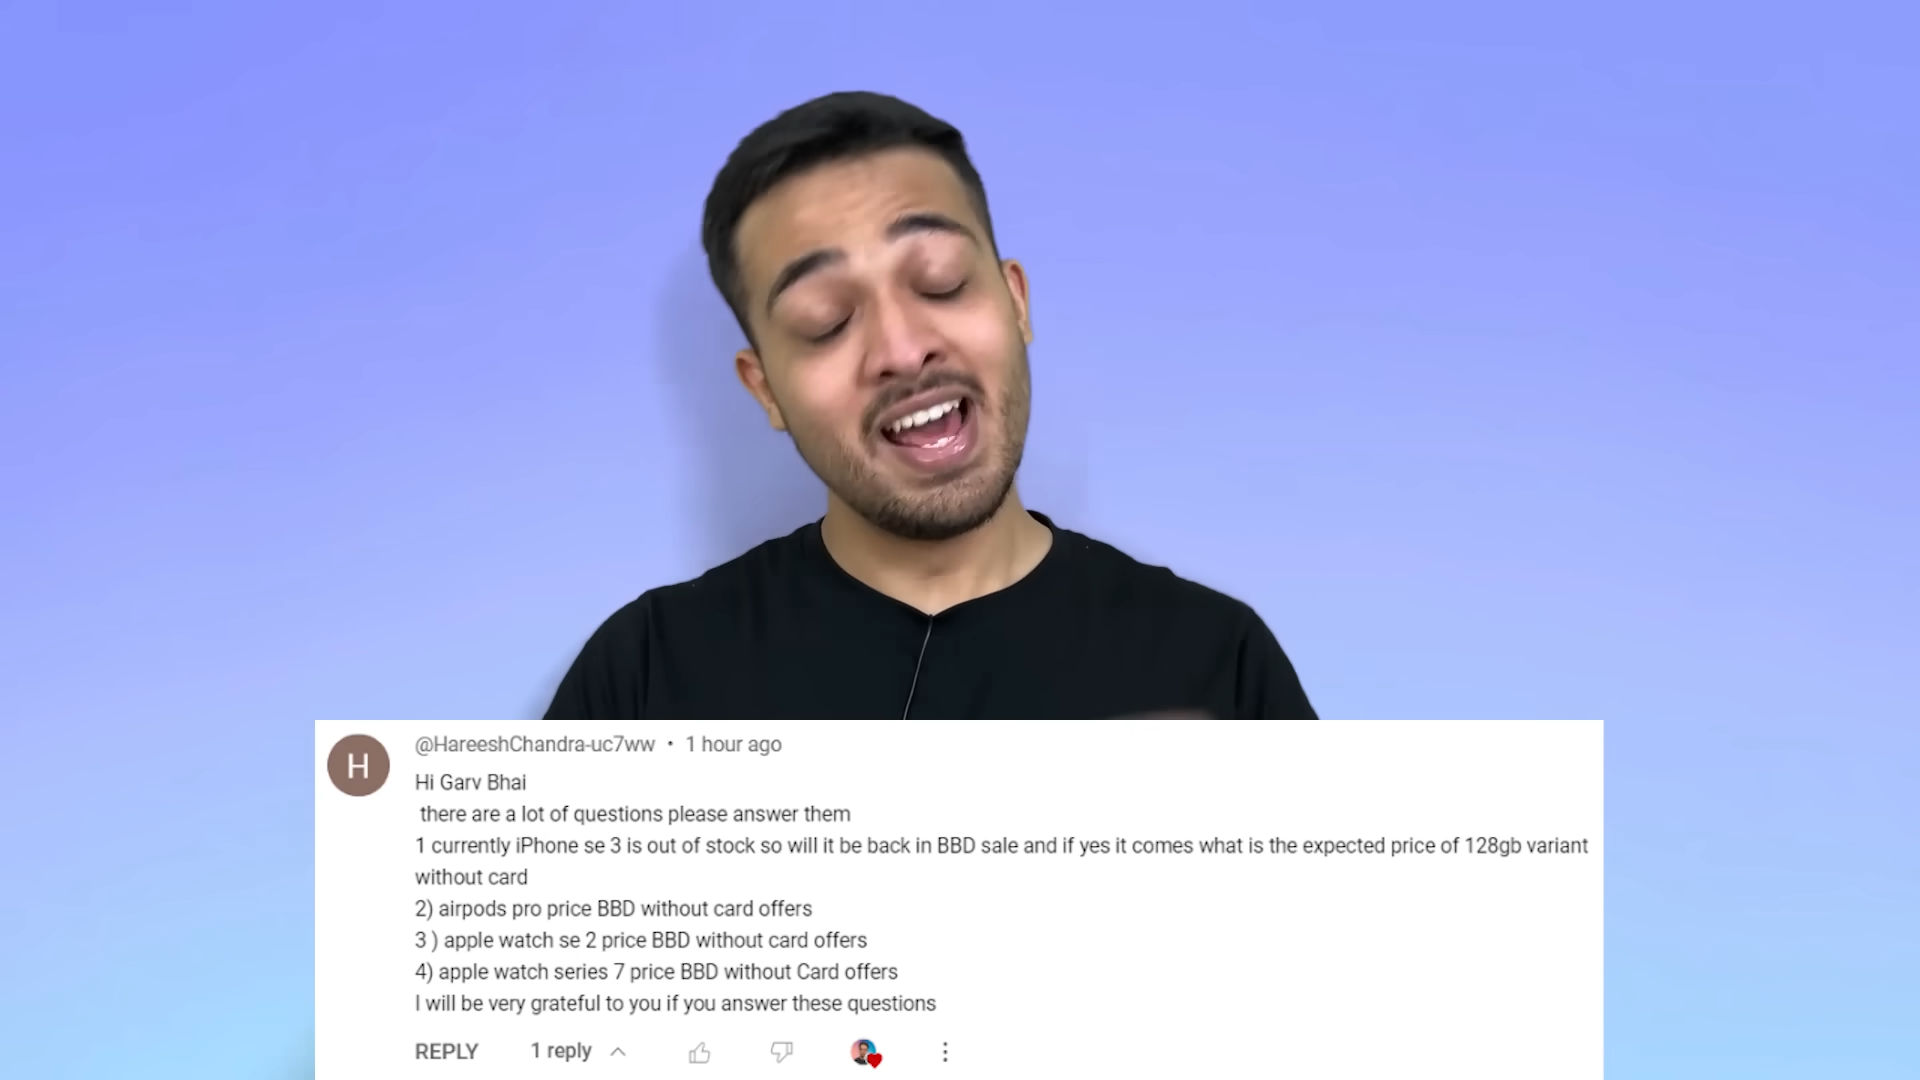 H
@HareeshChandra-uc7ww • 1 hour ago
Hi Garv Bhai
there are a lot of questions please answer them
1 currently iPhone se 3 is out of stock so will it be back in BBD sale and if yes it comes what is the expected price of 128gb variant
without card
2) airpods pro price BBD without card offers
3 ) apple watch se 2 price BBD without card offers
4) apple watch series 7 price BBD without Card offers
I will be very grateful to you if you answer these questions
REPLY 1 reply